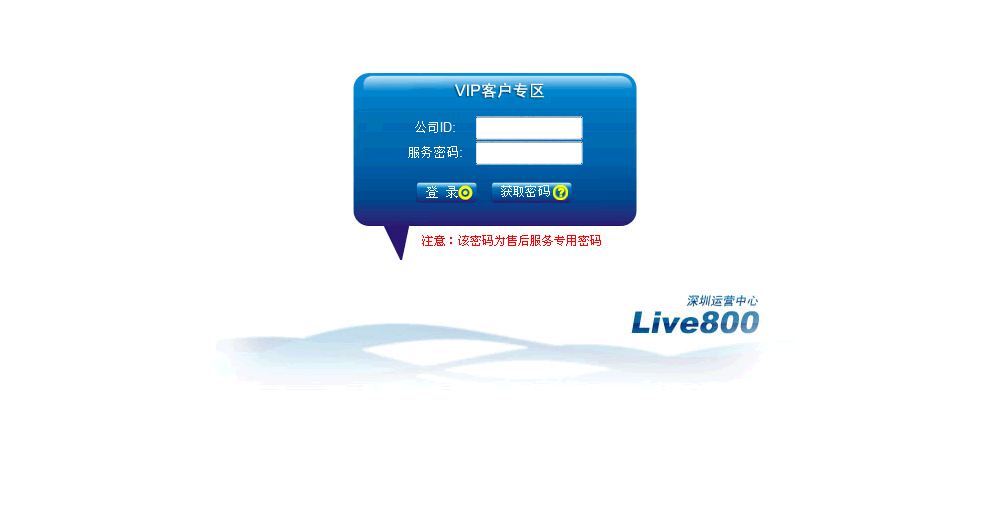 VIP客户专区
公司ID:
服务密码:
登 录 获取密码
注意：该密码为售后服务专用密码
深圳运营中心
Live800